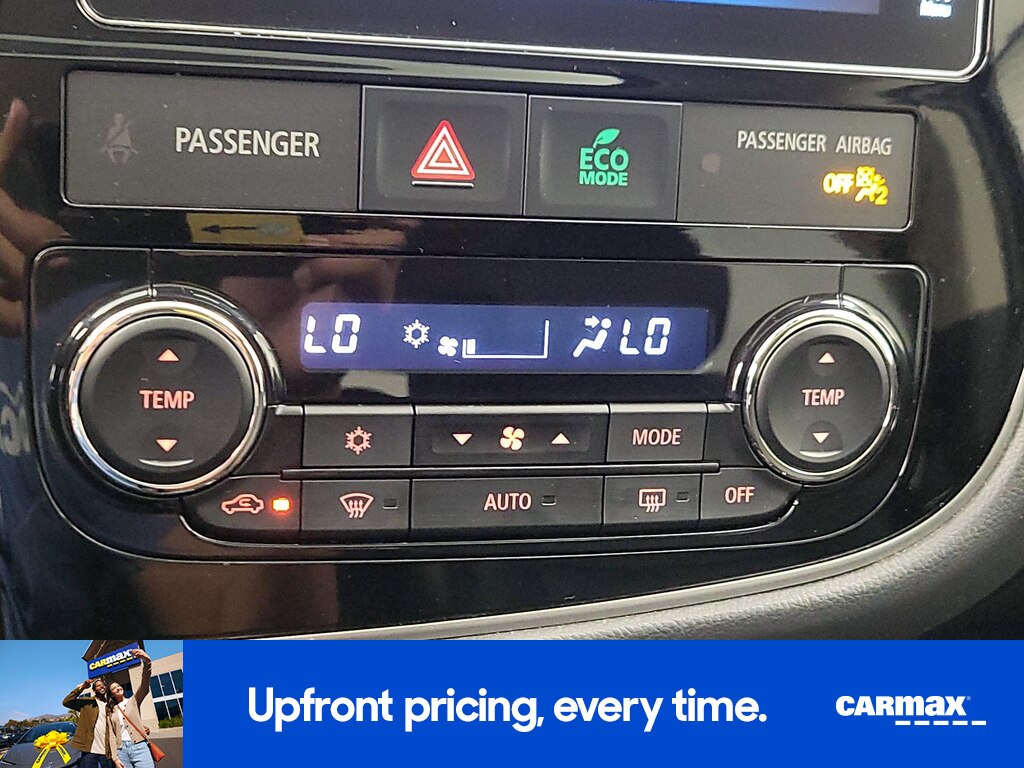 PASSENGER
ECO
MODE
PASSENGER AIRBAG
OFF 2
LO LO
TEMP
TEMP
MODE
AUTO
OFF
CARMAX
Upfront pricing, every time.
CARMAX